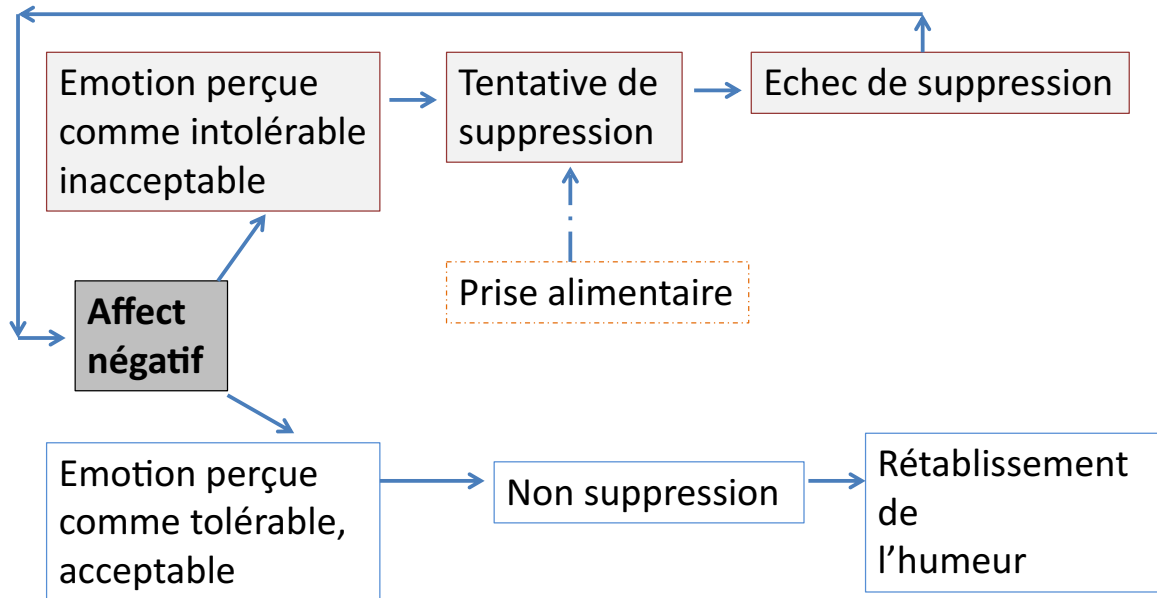 Emotion perçue
comme intolérable
inacceptable
Tentative de
suppression
Echec de suppression
Prise alimentaire
Affect
négatif
Emotion perçue
comme tolérable,
acceptable
Non suppression
Rétablissement
de
l'humeur